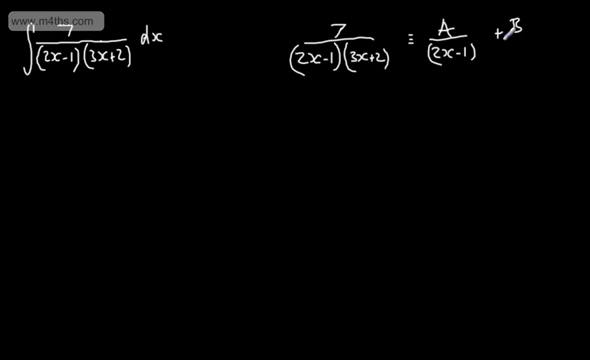 www.m4ths.com
∫ 7/((2x-1)(3x+2)) dx
7/((2x-1)(3x+2)) ≡ A/(2x-1) + B